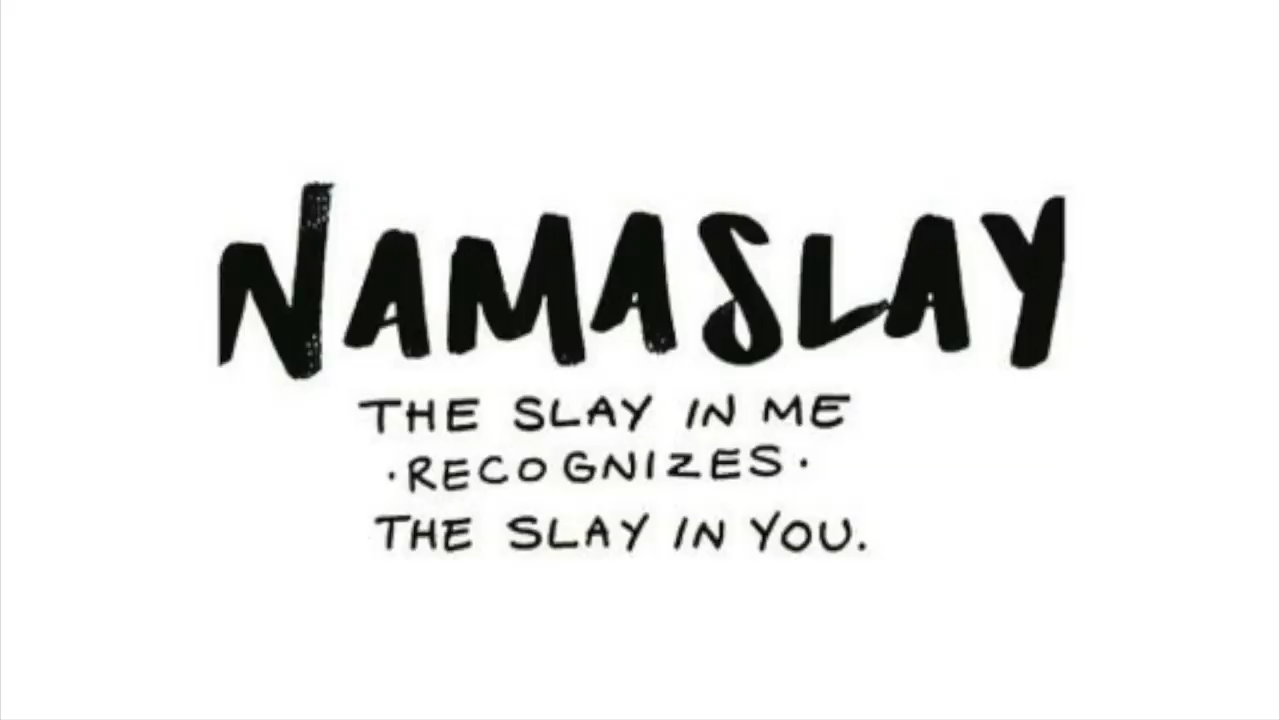 NAMASLAY
THE SLAY IN ME
·RECOGNIZES·
THE SLAY IN YOU.